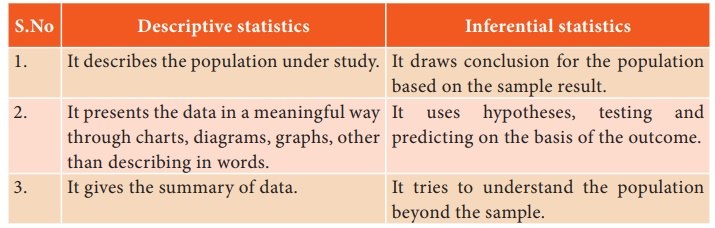 S.No Descriptive statistics Inferential statistics
1. It describes the population under study. It draws conclusion for the population
based on the sample result.
2. It presents the data in a meaningful way It uses hypotheses, testing and
through charts, diagrams, graphs, other predicting on the basis of the outcome.
than describing in words.
3. It gives the summary of data. It tries to understand the population
beyond the sample.